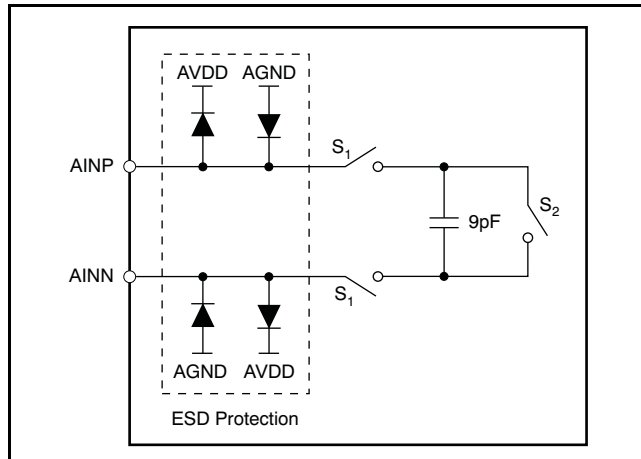 AVDD AGND
AINP
S1
9pF
S2
AINN
S1
AGND AVDD
ESD Protection